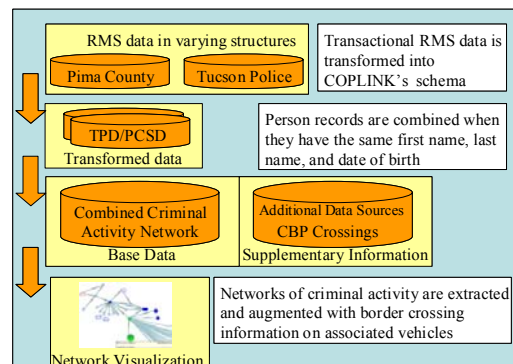 RMS data in varying structures
Pima County
Tucson Police
Transactional RMS data is
transformed into
COPLINK's schema
TPD/PCSD
Transformed data
Person records are combined when
they have the same first name, last
name, and date of birth
Combined Criminal
Activity Network
Base Data
Additional Data Sources
CBP Crossings
Supplementary Information
Network Visualization
Networks of criminal activity are extracted
and augmented with border crossing
information on associated vehicles